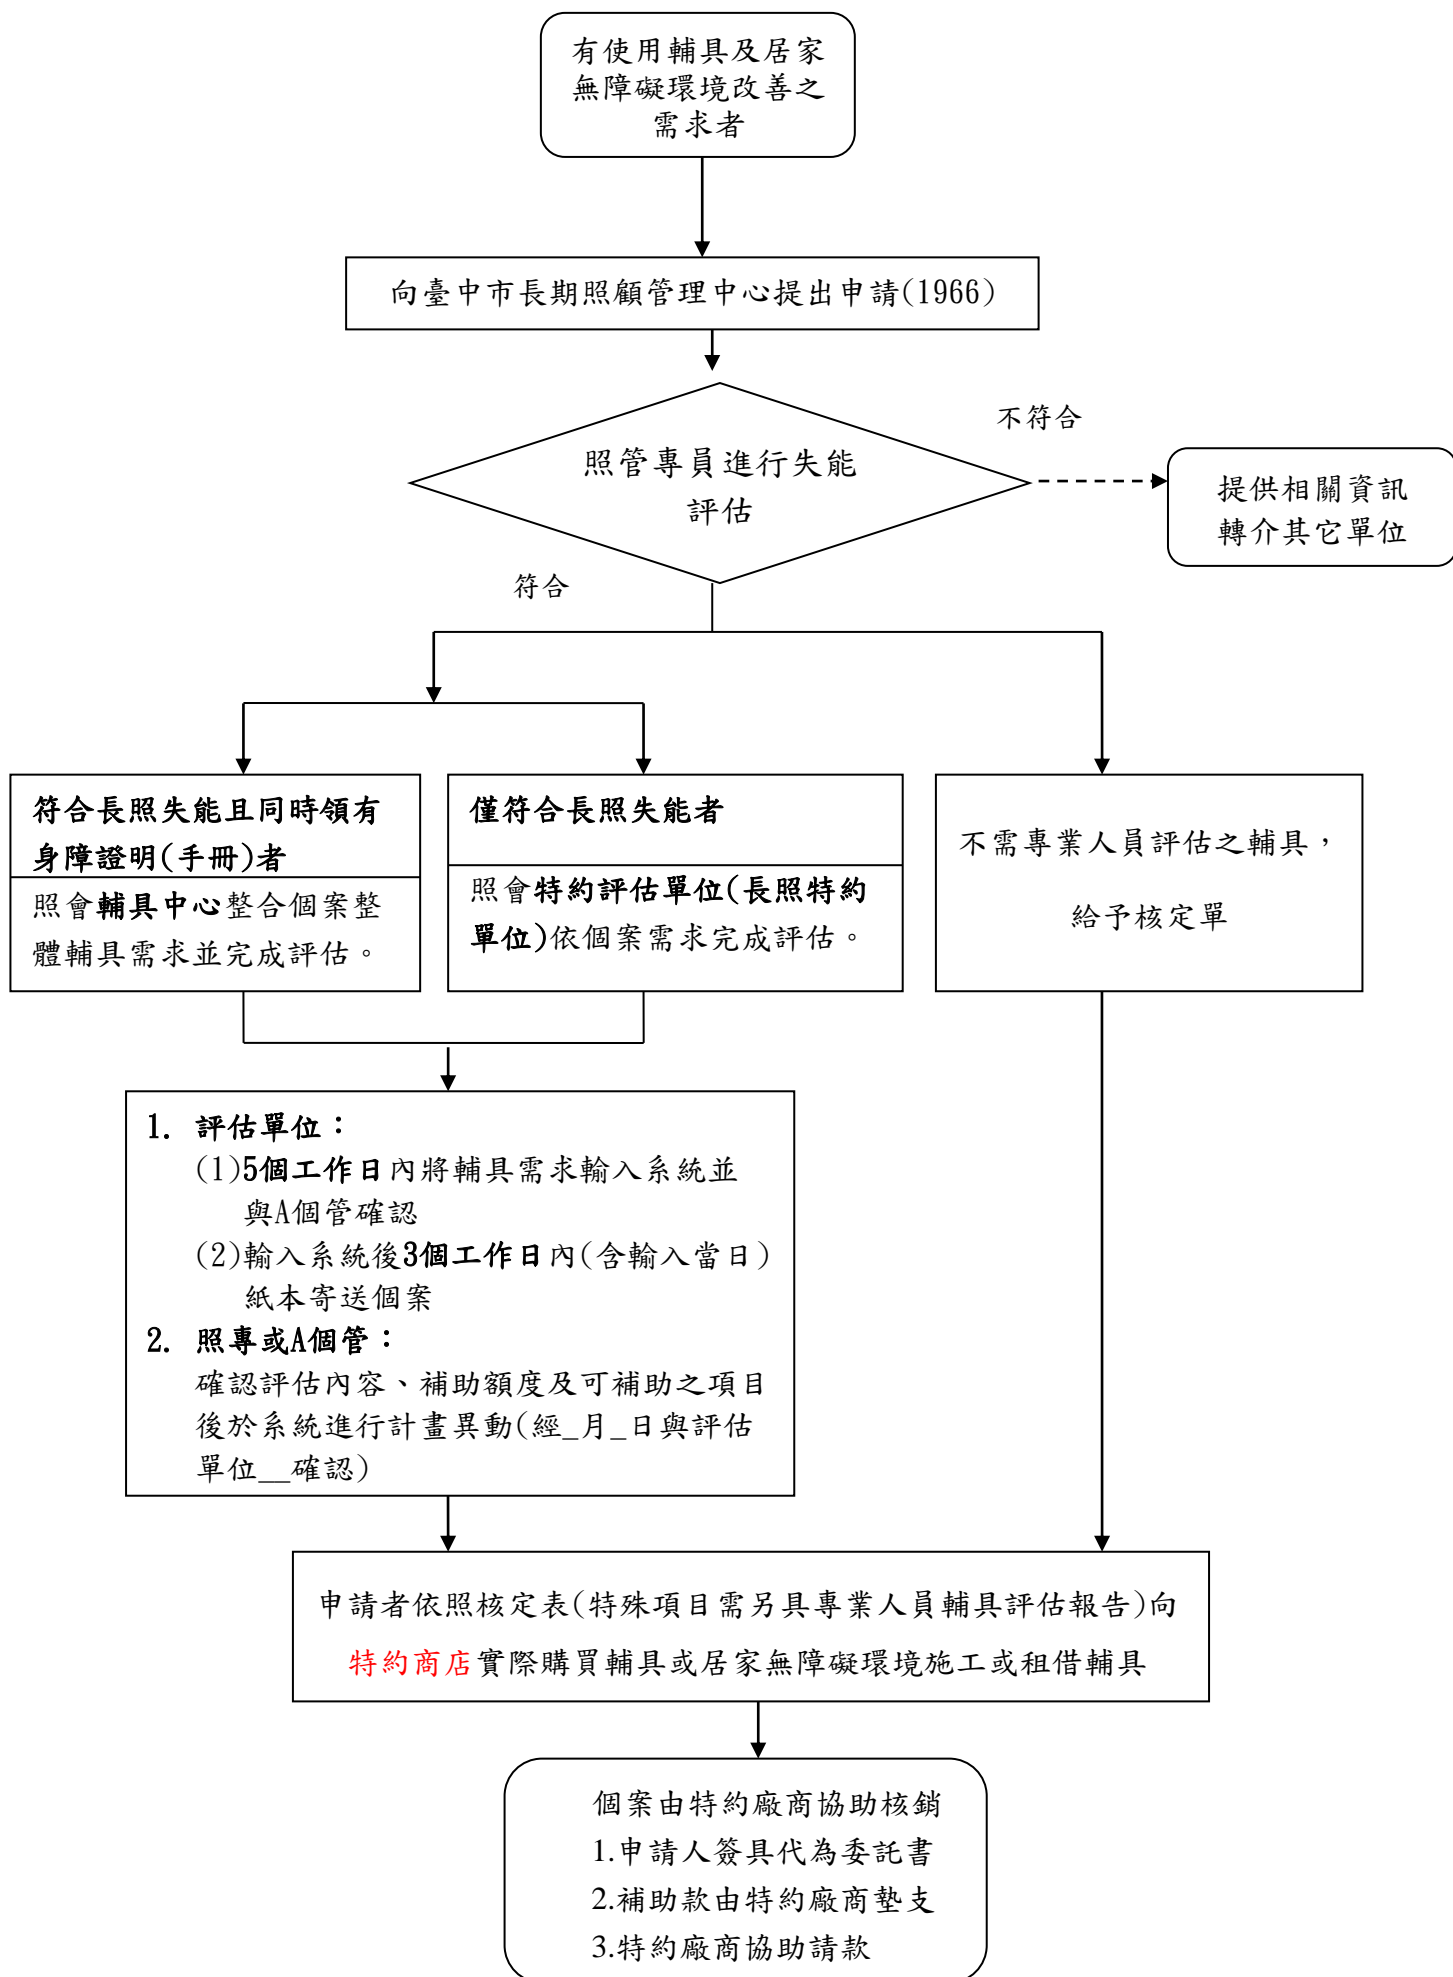 有使用輔具及居家
無障礙環境改善之
需求者
向臺中市長期照顧管理中心提出申請(1966)
不符合
照管專員進行失能
評估
提供相關資訊
轉介其它單位
符合
符合長照失能且同時領有
身障證明(手冊)者
照會輔具中心整合個案整
體輔具需求並完成評估。
僅符合長照失能者
照會特約評估單位(長照特約
單位)依個案需求完成評估。
不需專業人員評估之輔具，
給予核定單
1. 評估單位：
(1)5個工作日內將輔具需求輸入系統並
與A個管確認
(2)輸入系統後3個工作日內(含輸入當日)
紙本寄送個案
2. 照專或A個管：
確認評估內容、補助額度及可補助之項目
後於系統進行計畫異動(經_月_日與評估
單位__確認)
申請者依照核定表(特殊項目需另具專業人員輔具評估報告)向
特約商店實際購買輔具或居家無障礙環境施工或租借輔具
個案由特約廠商協助核銷
1.申請人簽具代為委託書
2.補助款由特約廠商墊支
3.特約廠商協助請款